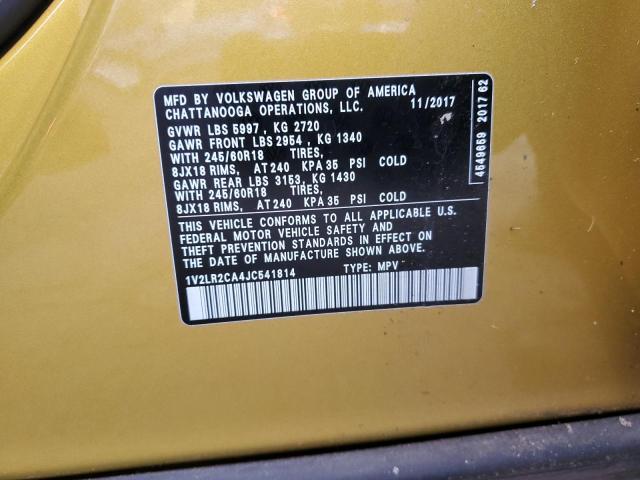 MFD BY VOLKSWAGEN GROUP OF AMERICA
CHATTANOOGA OPERATIONS, LLC. 11/2017
GVWR LBS 5997 , KG 2720
GAWR FRONT LBS 2954 , KG 1340
WITH 245/60R18 TIRES,
8JX18 RIMS, AT 240 KPA 35 PSI COLD
GAWR REAR LBS 3153, KG 1430
WITH 245/60R18 TIRES,
8JX18 RIMS, AT 240 KPA 35 PSI COLD
THIS VEHICLE CONFORMS TO ALL APPLICABLE U.S.
FEDERAL MOTOR VEHICLE SAFETY AND
THEFT PREVENTION STANDARDS IN EFFECT ON
THE DATE OF MANUFACTURE SHOWN ABOVE.
1V2LR2CA4JC541814 TYPE: MPV
4549659 2017 62